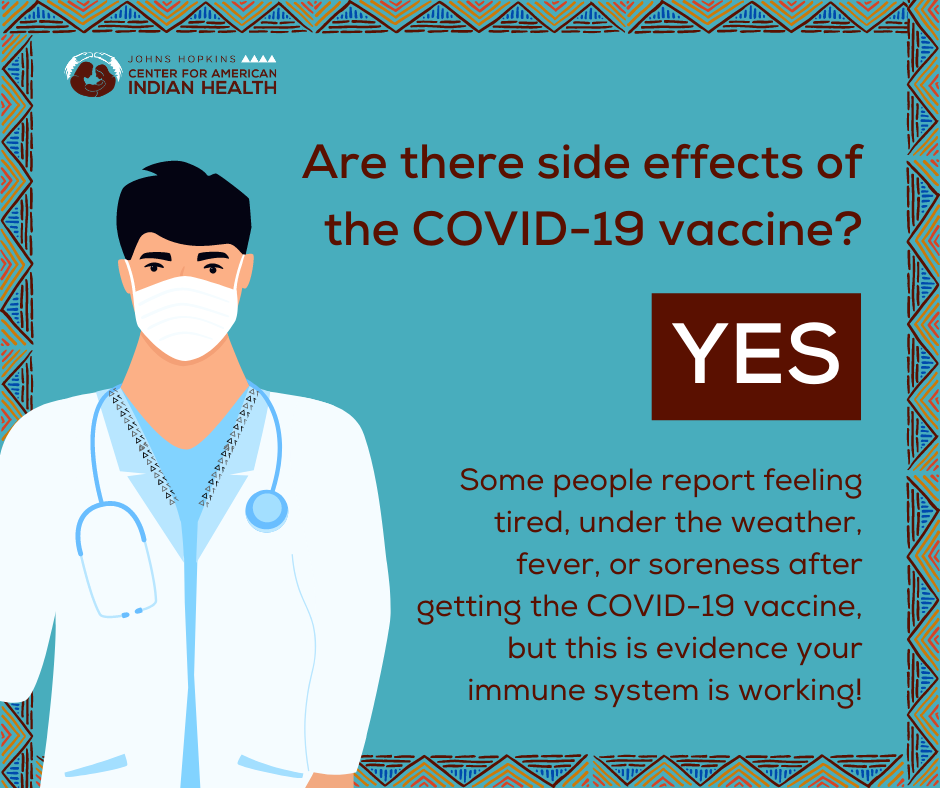 JOHNS HOPKINS
CENTER FOR AMERICAN
INDIAN HEALTH
Are there side effects of
the COVID-19 vaccine?
YES
Some people report feeling
tired, under the weather,
fever, or soreness after
getting the COVID-19 vaccine,
but this is evidence your
immune system is working!